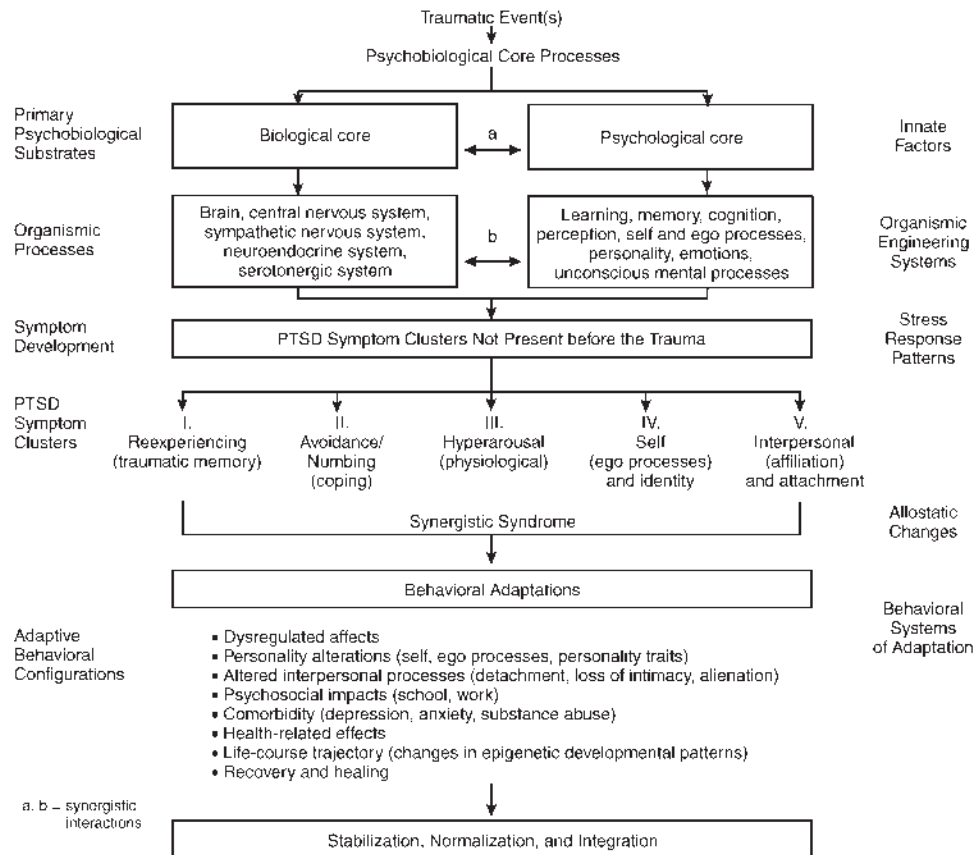 Traumatic Event(s)
Psychobiological Core Processes
Primary
Psychobiological
Substrates
Biological core
a
Psychological core
Innate
Factors
Organismic
Processes
Brain, central nervous system,
sympathetic nervous system,
neuroendocrine system,
serotonergic system
b
Learning, memory, cognition,
perception, self and ego processes,
personality, emotions,
unconscious mental processes
Organismic
Engineering
Systems
Symptom
Development
PTSD Symptom Clusters Not Present before the Trauma
Stress
Response
Patterns
PTSD
Symptom
Clusters
I.
Reexperiencing
(traumatic memory)
II.
Avoidance/
Numbing
(coping)
III.
Hyperarousal
(physiological)
IV.
Self
(ego processes)
and identity
V.
Interpersonal
(affiliation)
and attachment
Synergistic Syndrome
Allostatic
Changes
Behavioral Adaptations
Adaptive
Behavioral
Configurations
▪ Dysregulated affects
▪ Personality alterations (self, ego processes, personality traits)
▪ Altered interpersonal processes (detachment, loss of intimacy, alienation)
▪ Psychosocial impacts (school, work)
• Comorbidity (depression, anxiety, substance abuse)
• Health-related effects
• Life-course trajectory (changes in epigenetic developmental patterns)
• Recovery and healing
Behavioral
Systems
of Adaptation
a. b = synergistic
interactions
Stabilization, Normalization, and Integration